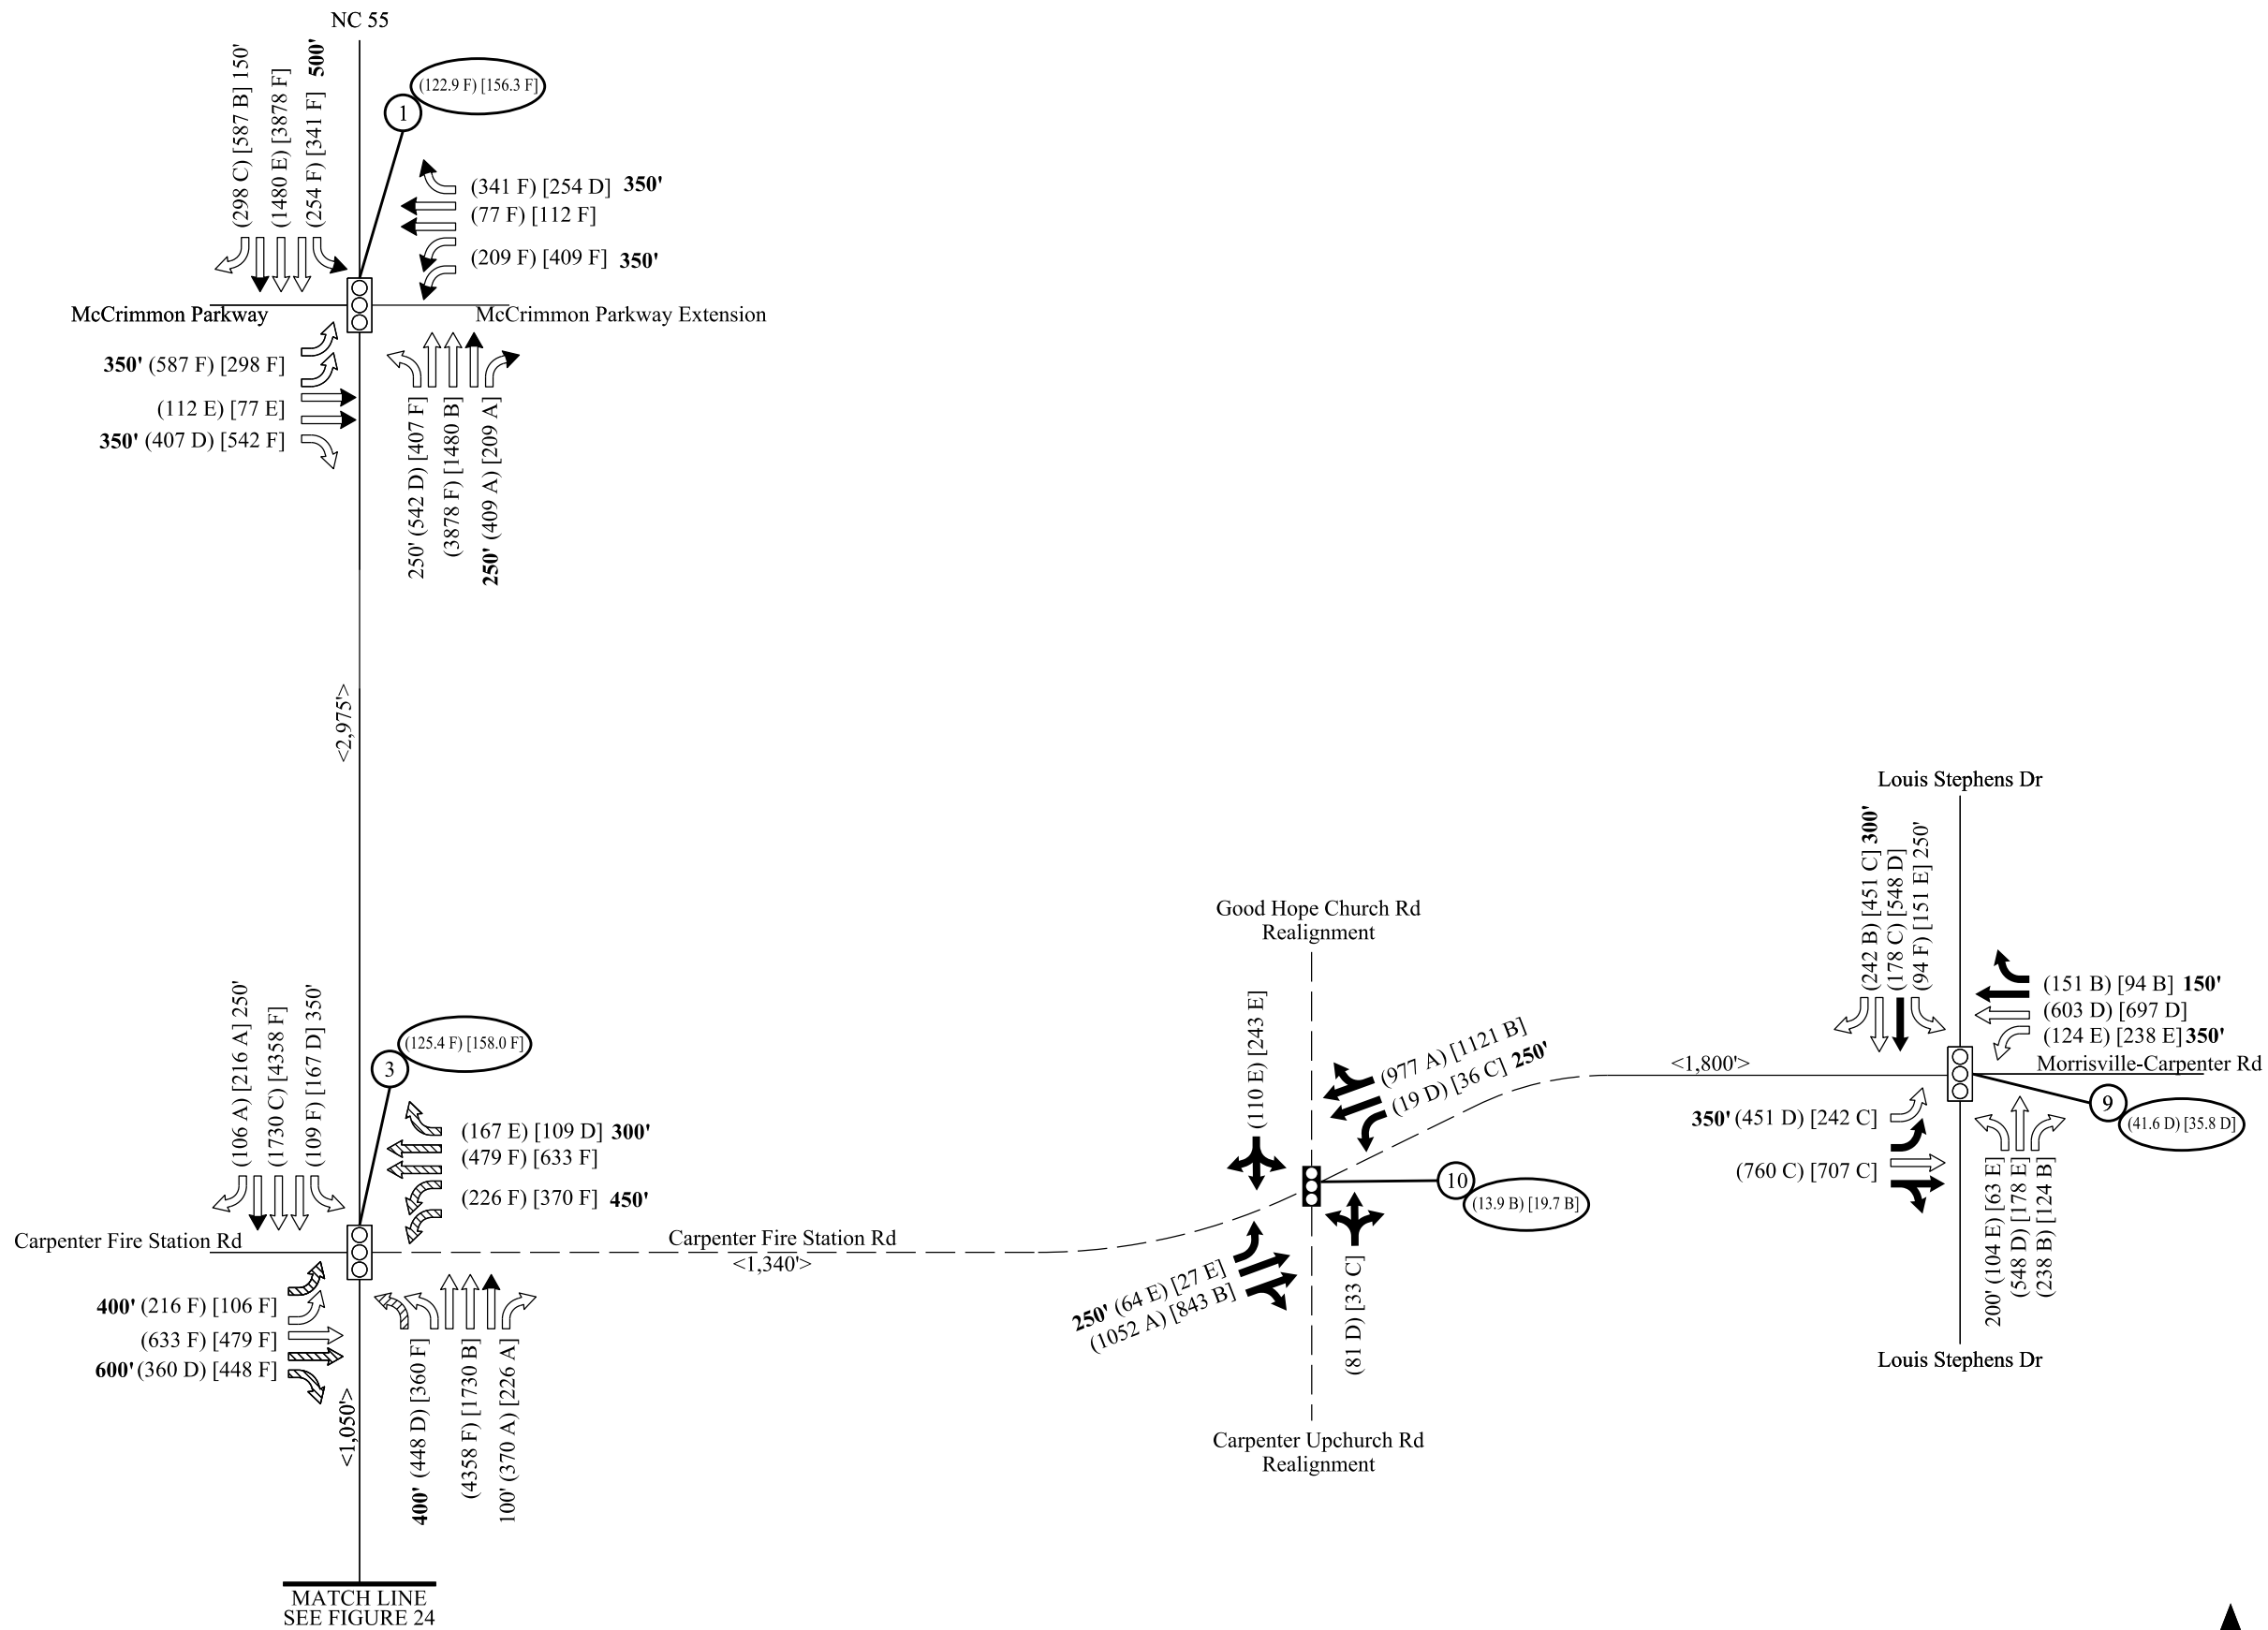 NC 55
(298 C) [587 B] 150'
(1480 E) [3878 F]
(254 F) [341 F] 500'
(122.9 F) [156.3 F]
1
(341 F) [254 D] 350'
(77 F) [112 F]
(209 F) [409 F] 350'
McCrimmon Parkway
McCrimmon Parkway Extension
350' (587 F) [298 F]
(112 E) [77 E]
350' (407 D) [542 F]
250' (542 D) [407 F]
(3878 F) [1480 B]
250' (409 A) [209 A]
<2,975'>
Louis Stephens Dr
(242 B) [451 C] 300'
(178 C) [548 D]
(94 F) [151 E] 250'
Good Hope Church Rd
Realignment
(151 B) [94 B] 150'
(603 D) [697 D]
(124 E) [238 E] 350'
Morrisville-Carpenter Rd
<1,800'>
9
(41.6 D) [35.8 D]
350' (451 D) [242 C]
(760 C) [707 C]
200' (104 E) [63 E]
(548 D) [178 E]
(238 B) [124 B]
Louis Stephens Dr
(106 A) [216 A] 250'
(1730 C) [4358 F]
(109 F) [167 D] 350'
3
(125.4 F) [158.0 F]
(167 E) [109 D] 300'
(479 F) [633 F]
(226 F) [370 F] 450'
(110 E) [243 E]
(977 A) [1121 B]
(19 D) [36 C] 250'
10
(13.9 B) [19.7 B]
Carpenter Fire Station Rd
Carpenter Fire Station Rd
<1,340'>
250' (64 E) [27 E]
(1052 A) [843 B]
(81 D) [33 C]
400' (216 F) [106 F]
(633 F) [479 F]
600' (360 D) [448 F]
<1,050'>
400' (448 D) [360 F]
(4358 F) [1730 B]
100' (370 A) [226 A]
Carpenter Upchurch Rd
Realignment
MATCH LINE
SEE FIGURE 24